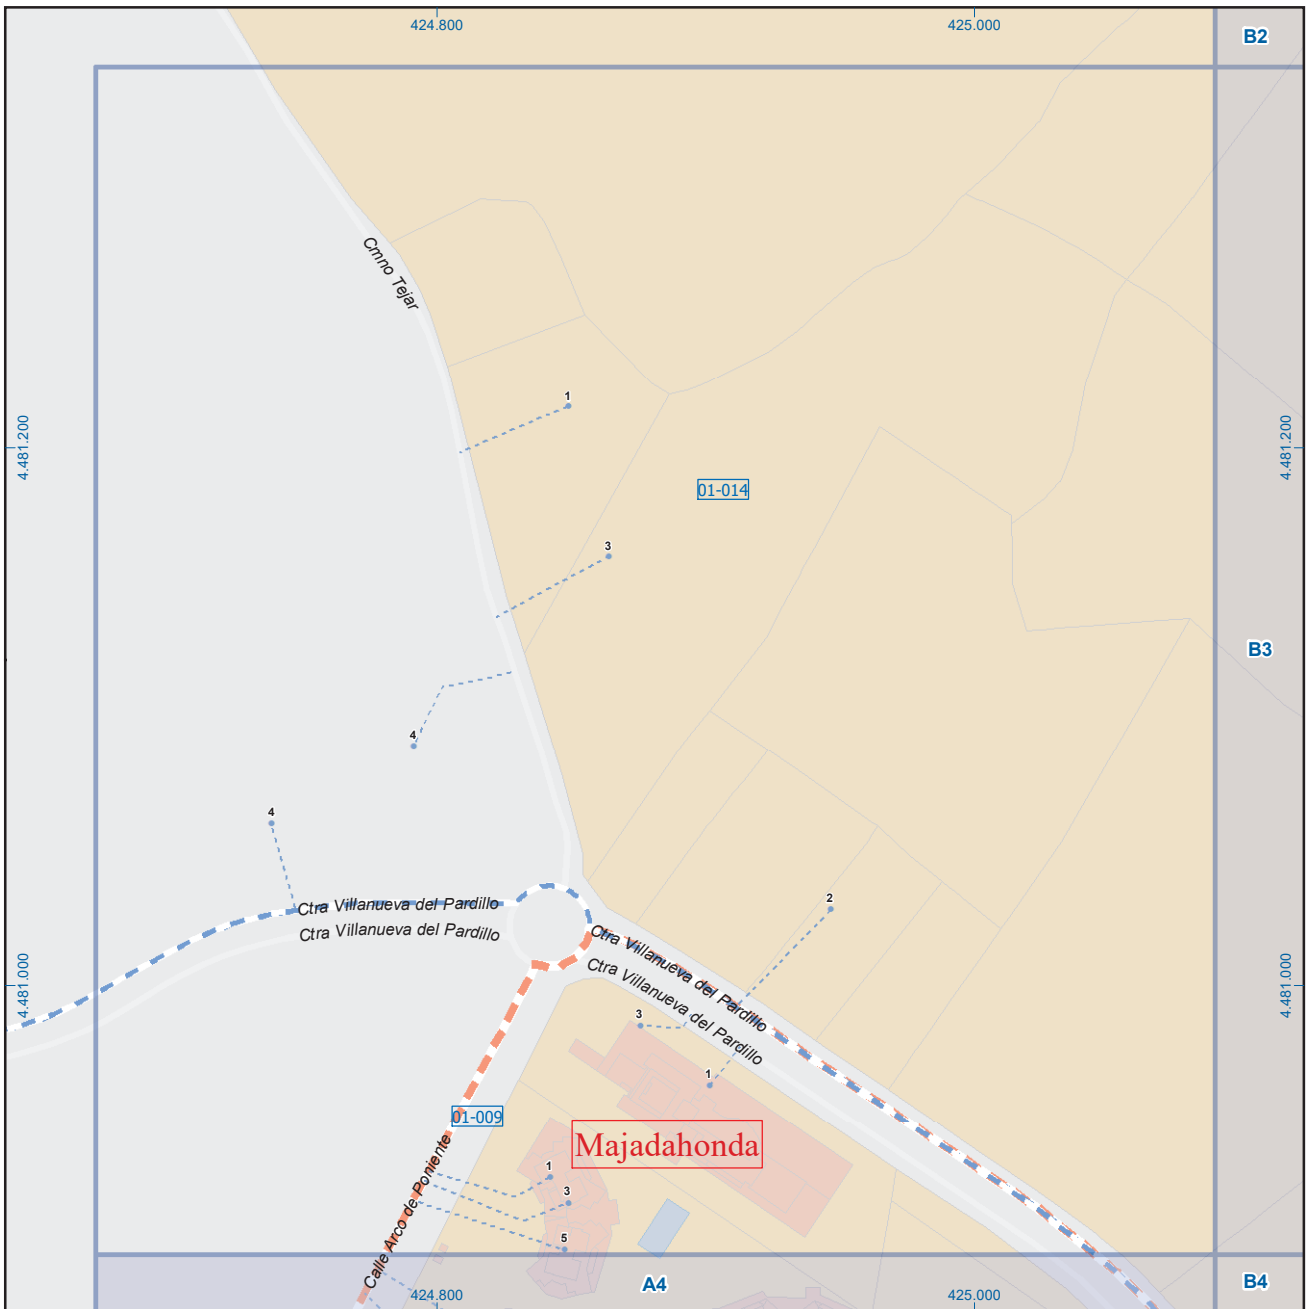 424.800
425.000
B2
Cmno Tejar
1
4.481.200
4.481.200
01-014
3
B3
4
4
2
Ctra Villanueva del Pardillo
Ctra Villanueva del Pardillo
Ctra Villanueva del Pardillo
Ctra Villanueva del Pardillo
4.481.000
4.481.000
3
1
01-009
Majadahonda
Calle Arco de Poniente
1
3
5
A4
B4
424.800
425.000